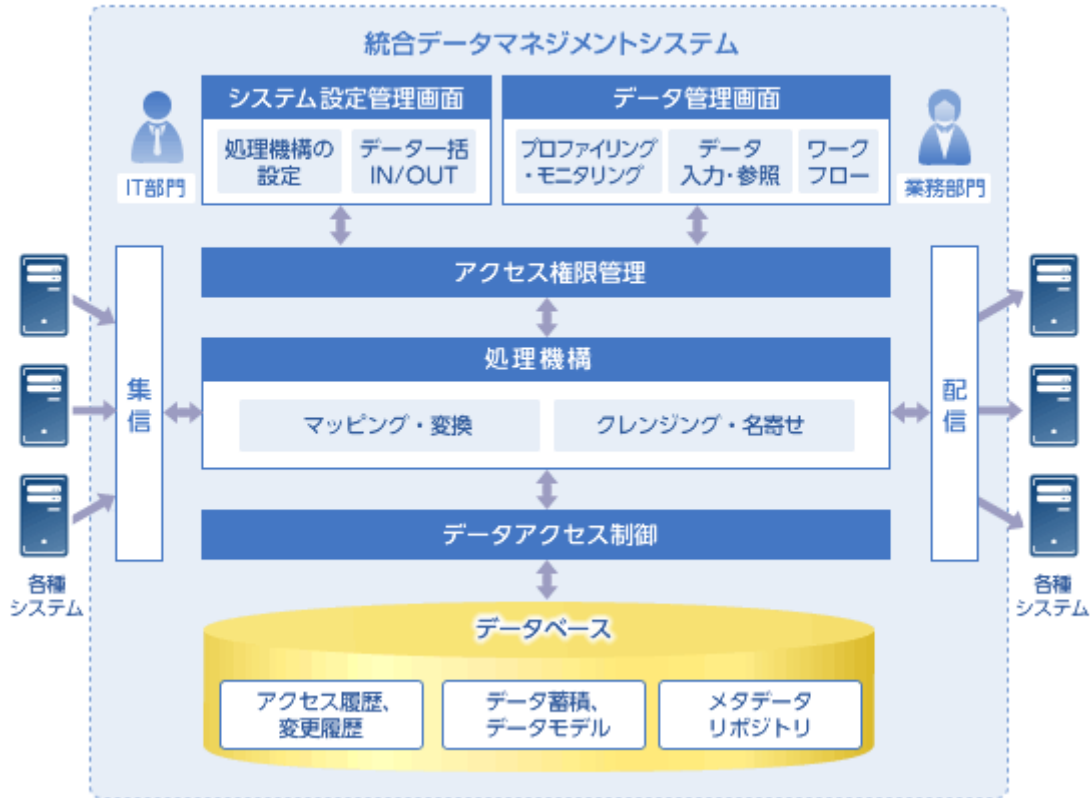 統合データマネジメントシステム
システム設定管理画面
処理機構の
設定
データ一括
IN/OUT
データ管理画面
プロファイリング
・モニタリング
データ
入力・参照
ワーク
フロー
IT部門
業務部門
アクセス権限管理
集信
処理機構
マッピング・変換
クレンジング・名寄せ
配信
データアクセス制御
各種
システム
各種
システム
データベース
アクセス履歴、
変更履歴
データ蓄積、
データモデル
メタデータ
リポジトリ